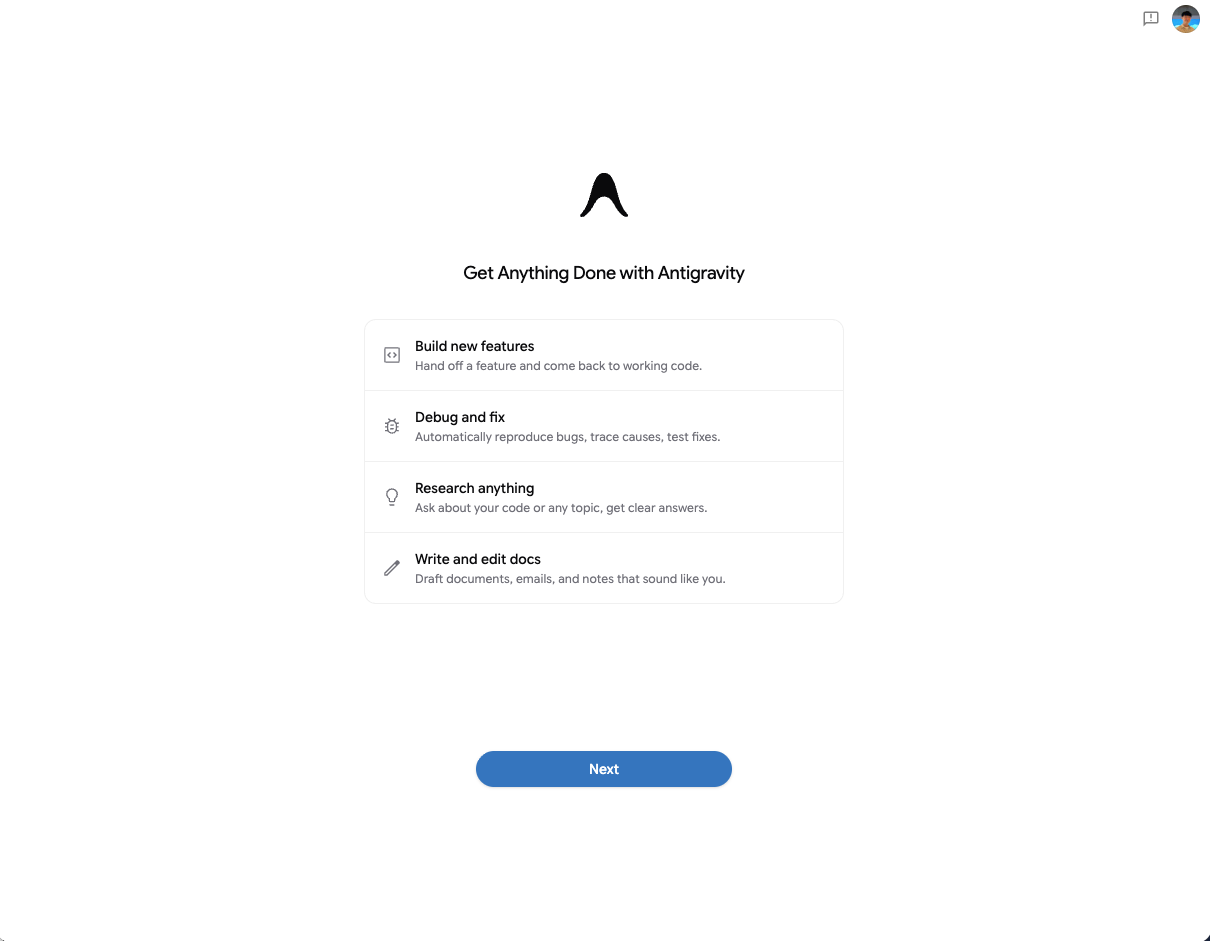 Get Anything Done with Antigravity
Build new features
Hand off a feature and come back to working code.
Debug and fix
Automatically reproduce bugs, trace causes, test fixes.
Research anything
Ask about your code or any topic, get clear answers.
Write and edit docs
Draft documents, emails, and notes that sound like you.
Next